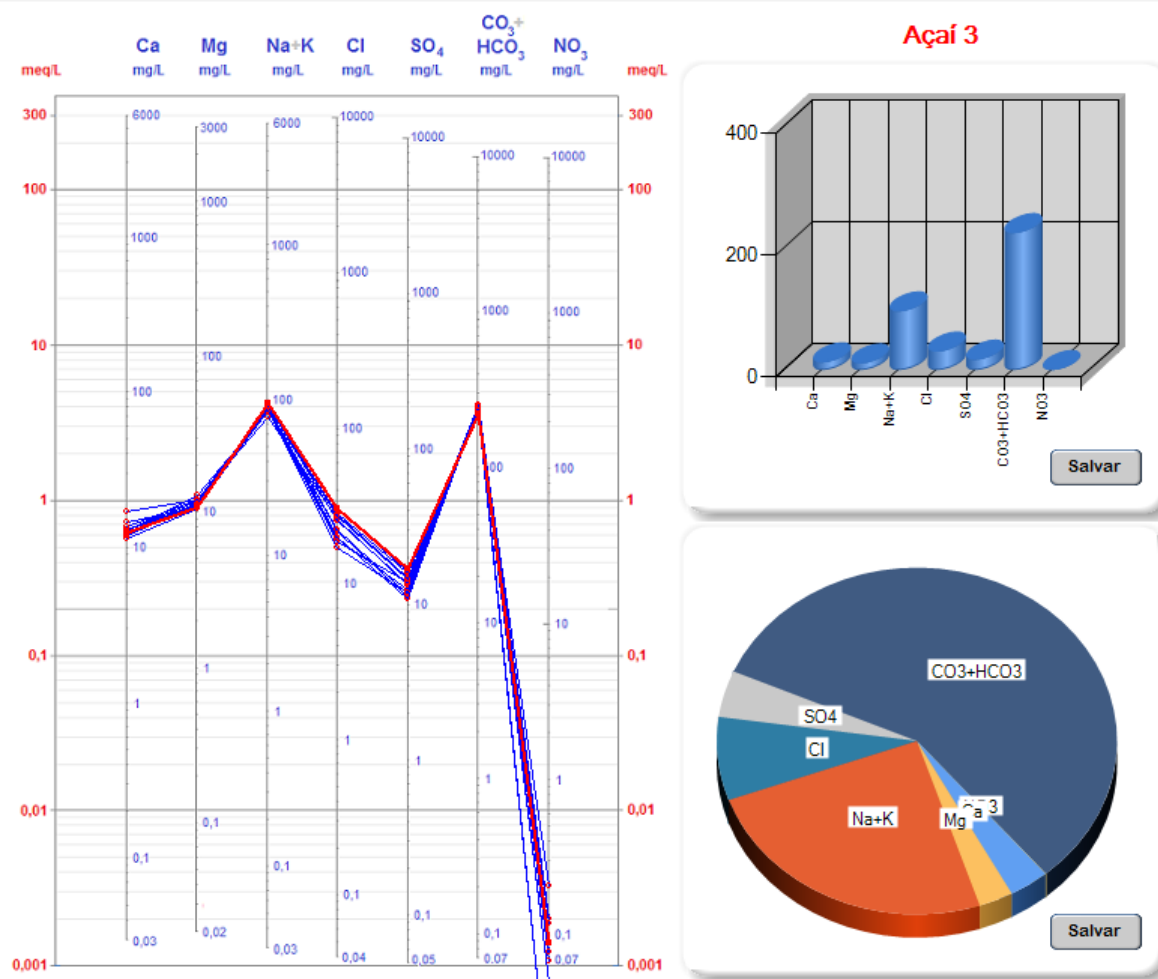 Ca Mg Na+K Cl SO4 CO3+ HCO3 NO3
meq/L mg/L mg/L mg/L mg/L mg/L mg/L mg/L meq/L
300 6000 3000 6000 10000 10000 10000 10000 300
100 1000 100
1000 1000 1000 1000 1000 1000
10 100 10
100 100 100 100 100 100
1 10 1
10 10 10 10 10 10
0,1 1 0,1
1 1 1 1 1 1
0,01 0,1 0,01
0,1 0,1 0,1 0,1 0,1 0,1
0,001 0,03 0,02 0,03 0,04 0,05 0,07 0,07 0,001
Açaí 3
400
200
0
Ca
Mg
Na+K
Cl
SO4
CO3+HCO3
NO3
Salvar
CO3+HCO3
SO4
Cl
Na+K
Mg
Salvar